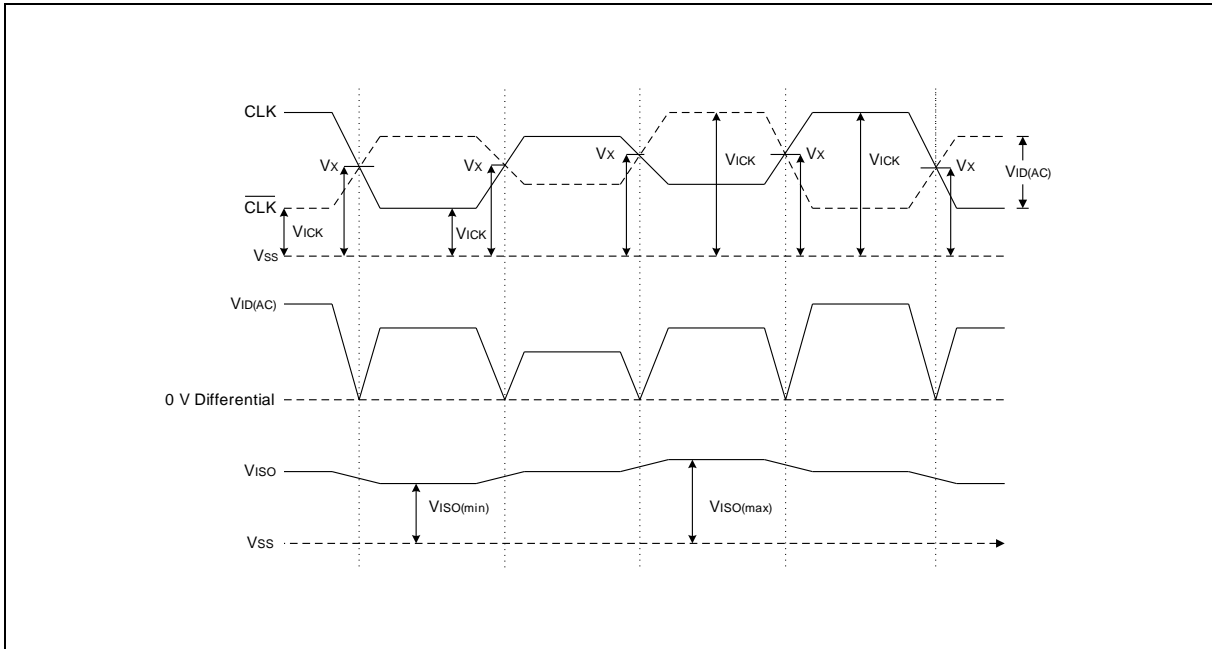 CLK
VX VX VX VX VX
VICK VICK
VID(AC)
CLK
VICK VICK
VSS
VID(AC)
0 V Differential
VISO
VISO(min) VISO(max)
VSS